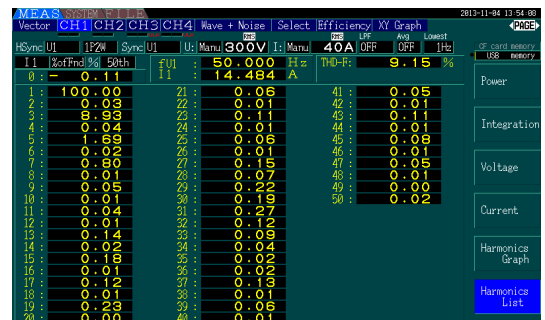 MEAS SYSTEM FILE 2013-11-04 13:54:08
Vector CH1 CH2 CH3 CH4 Wave + Noise Select Efficiency XY Graph PAGE
RMS RMS LPF Avg Lowest
HSync U1 1P2W Sync U1 U: Manu 300V I: Manu 40A OFF OFF 1Hz
CF card memory
USB memory
I1 %ofFnd % 50th fU1 : 50.000 Hz THD-F: 9.15 %
0 : - 0.11 I1 : 14.484 A
1 : 100.00 21 : 0.06 41 : 0.05
2 : 0.03 22 : 0.01 42 : 0.01
3 : 8.93 23 : 0.11 43 : 0.11
4 : 0.04 24 : 0.01 44 : 0.01
5 : 1.69 25 : 0.06 45 : 0.08
6 : 0.02 26 : 0.01 46 : 0.01
7 : 0.80 27 : 0.15 47 : 0.05
8 : 0.01 28 : 0.07 48 : 0.01
9 : 0.05 29 : 0.22 49 : 0.00
10 : 0.01 30 : 0.19 50 : 0.02
11 : 0.04 31 : 0.27
12 : 0.01 32 : 0.12
13 : 0.14 33 : 0.09
14 : 0.02 34 : 0.04
15 : 0.18 35 : 0.02
16 : 0.01 36 : 0.02
17 : 0.12 37 : 0.13
18 : 0.01 38 : 0.01
19 : 0.23 39 : 0.06
20 : 0.00 40 : 0.01
Power
Integration
Voltage
Current
Harmonics
Graph
Harmonics
List